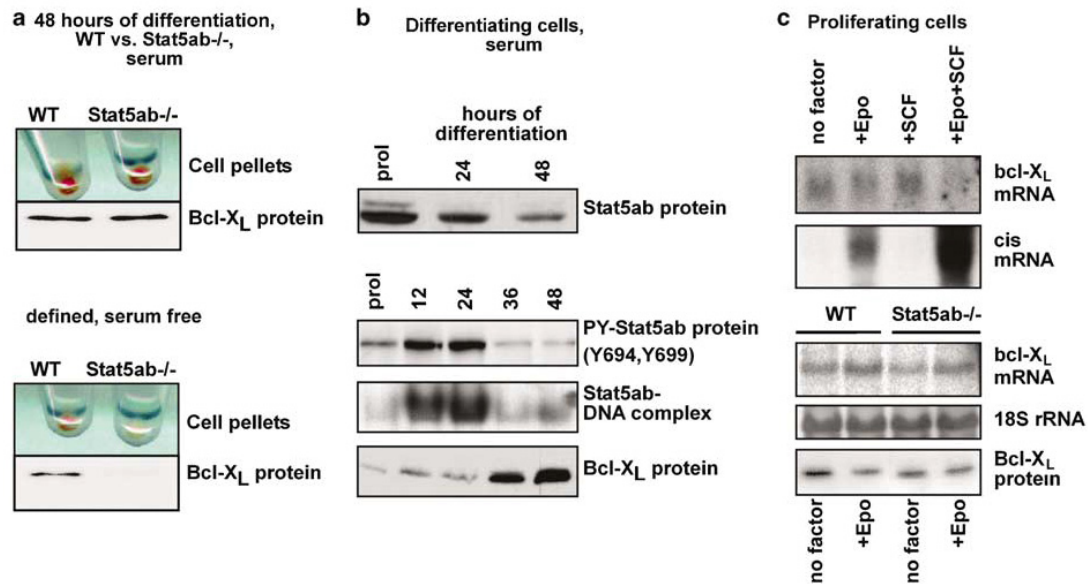 a 48 hours of differentiation,
WT vs. Stat5ab-/-,
serum
WT Stat5ab-/-
Cell pellets
Bcl-XL protein
defined, serum free
WT Stat5ab-/-
Cell pellets
Bcl-XL protein
b Differentiating cells,
serum
hours of
differentiation
prol 24 48
Stat5ab protein
prol 12 24 36 48
PY-Stat5ab protein
(Y694,Y699)
Stat5ab-
DNA complex
Bcl-XL protein
c Proliferating cells
no factor +Epo +SCF +Epo+SCF
bcl-XL
mRNA
cis
mRNA
WT Stat5ab-/-
bcl-XL
mRNA
18S rRNA
Bcl-XL
protein
no factor +Epo no factor +Epo